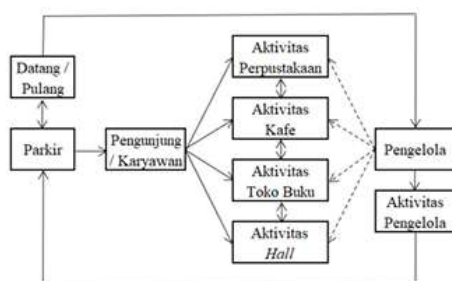 Datang /
Pulang
Parkir
Pengunjung
/ Karyawan
Aktivitas
Perpustakaan
Aktivitas
Kafe
Aktivitas
Toko Buku
Aktivitas
Hall
Pengelola
Aktivitas
Pengelola